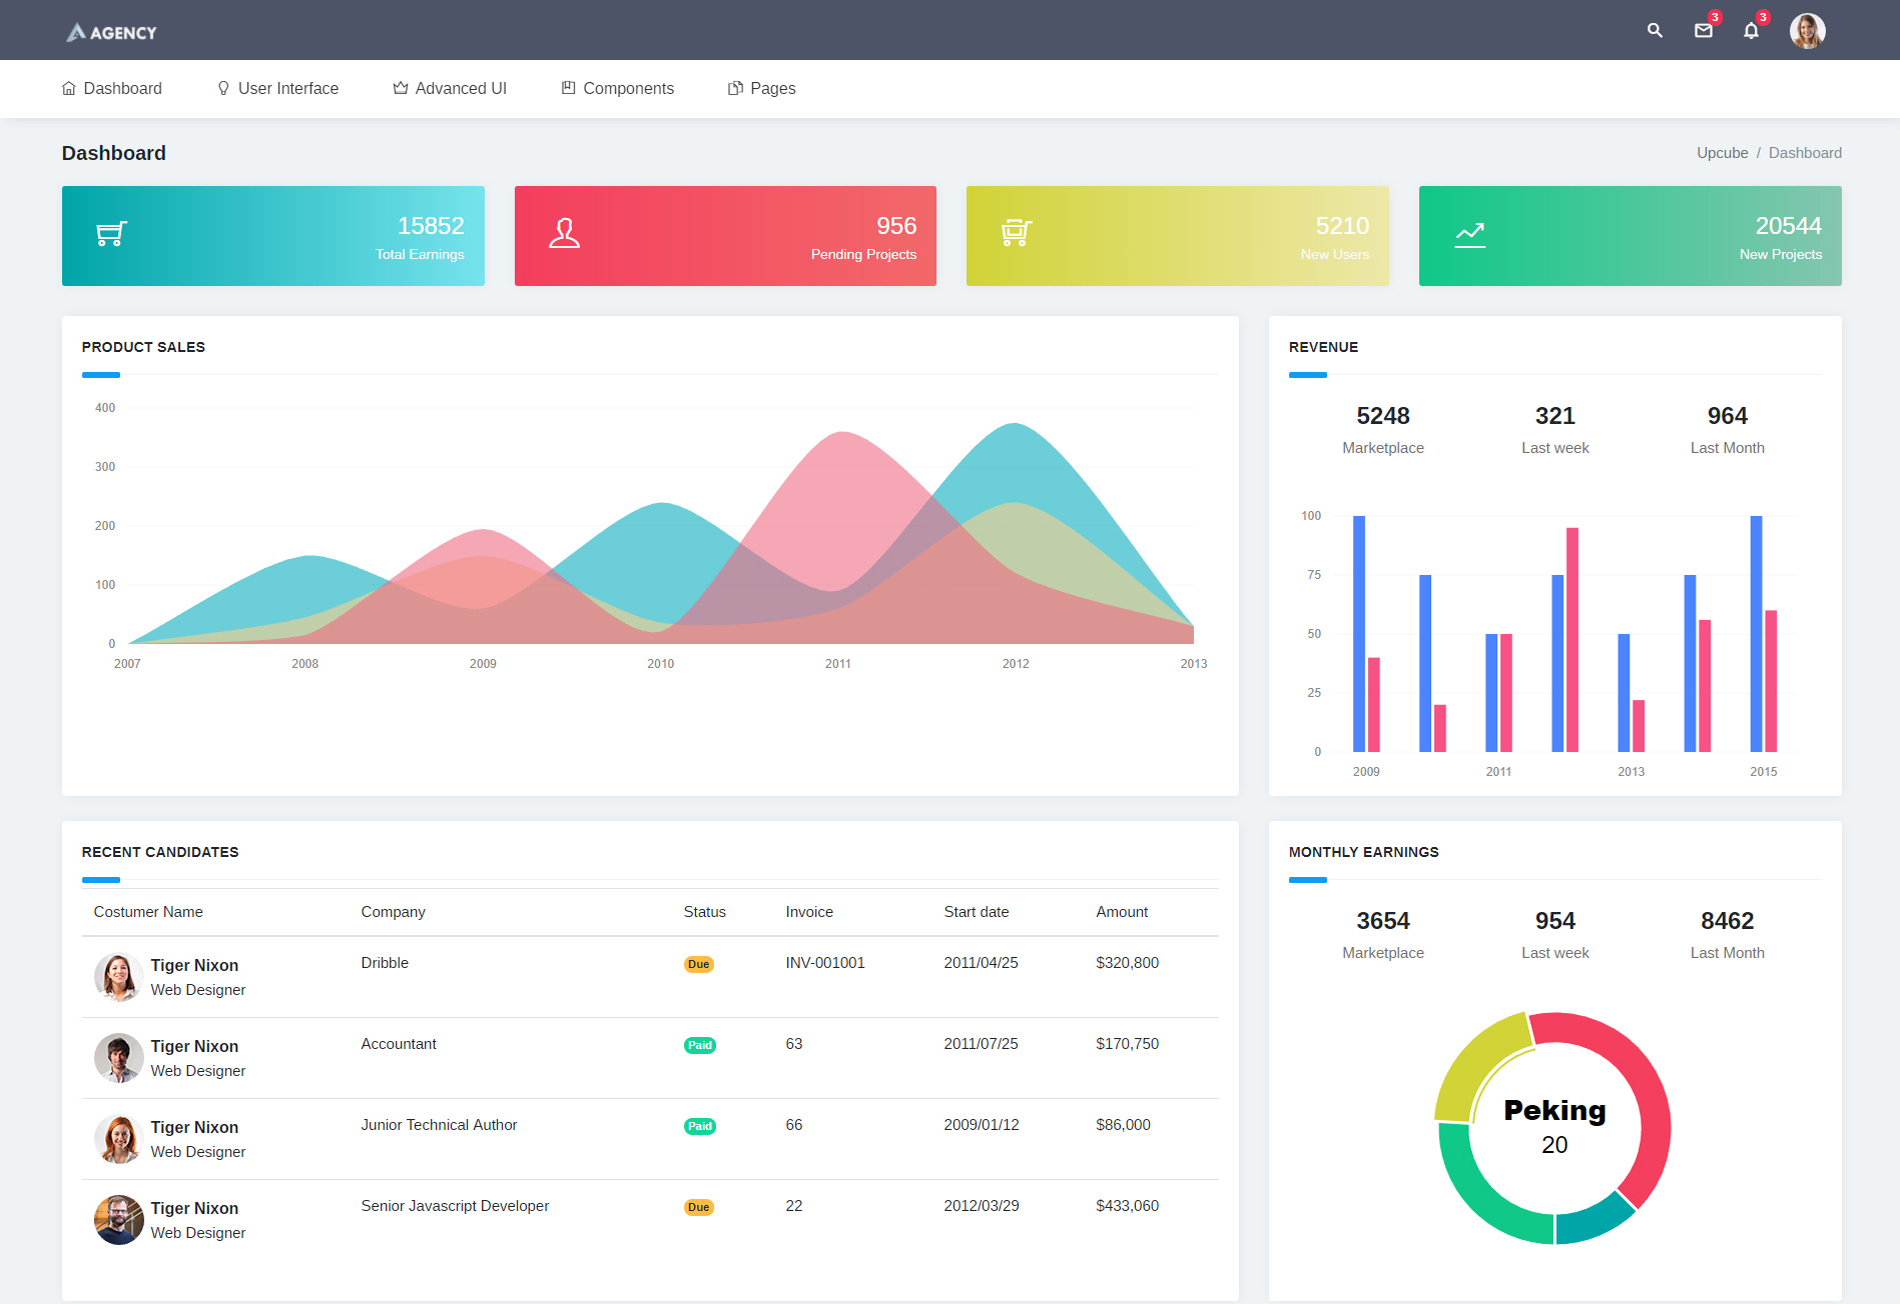 AGENCY
3
3
Dashboard
User Interface
Advanced UI
Components
Pages
Dashboard
Upcube / Dashboard
15852
Total Earnings
956
Pending Projects
5210
New Users
20544
New Projects
PRODUCT SALES
400
300
200
100
0
2007 2008 2009 2010 2011 2012 2013
REVENUE
5248 321 964
Marketplace Last week Last Month
100
75
50
25
0
2009 2011 2013 2015
RECENT CANDIDATES
Costumer Name Company Status Invoice Start date Amount
Tiger Nixon Dribble Due INV-001001 2011/04/25 $320,800
Web Designer
Tiger Nixon Accountant Paid 63 2011/07/25 $170,750
Web Designer
Tiger Nixon Junior Technical Author Paid 66 2009/01/12 $86,000
Web Designer
Tiger Nixon Senior Javascript Developer Due 22 2012/03/29 $433,060
Web Designer
MONTHLY EARNINGS
3654 954 8462
Marketplace Last week Last Month
Peking
20